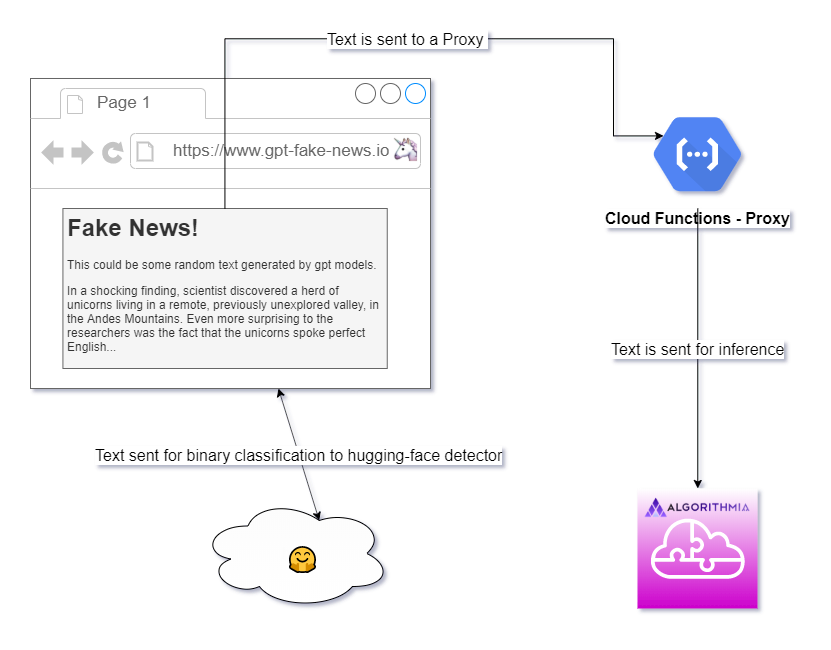 Text is sent to a Proxy
Page 1
https://www.gpt-fake-news.io
Fake News!
This could be some random text generated by gpt models.
In a shocking finding, scientist discovered a herd of
unicorns living in a remote, previously unexplored valley, in
the Andes Mountains. Even more surprising to the
researchers was the fact that the unicorns spoke perfect
English...
Cloud Functions - Proxy
Text is sent for inference
Text sent for binary classification to hugging-face detector
ALGORITHMIA